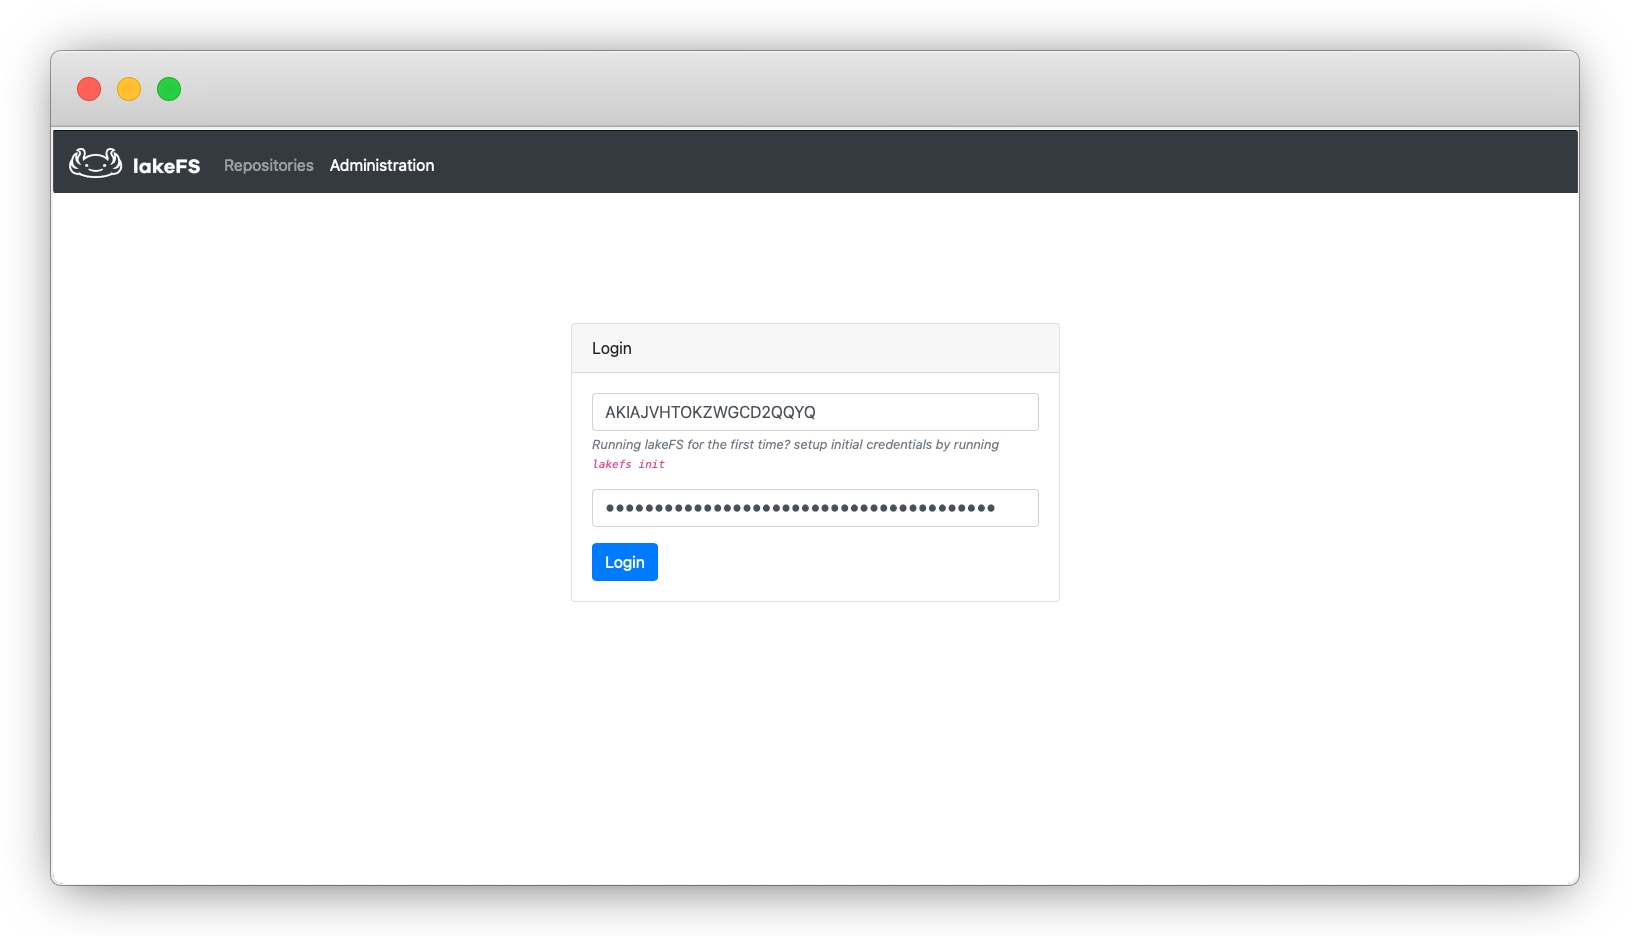 lakeFS Repositories Administration
Login
AKIAJVHTOKZWGCD2QQYQ
Running lakeFS for the first time? setup initial credentials by running
lakefs init
••••••••••••••••••••••••••••••••••••••••
Login